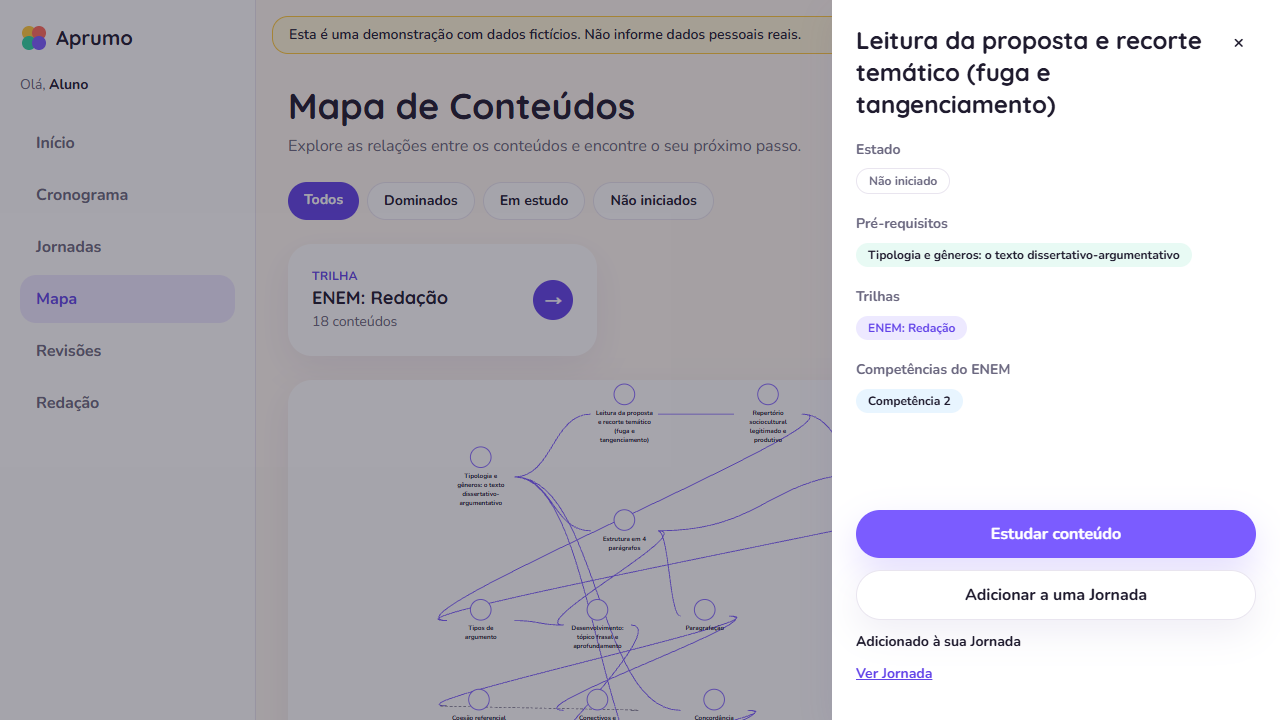 Aprumo
Olá, Aluno
Início
Cronograma
Jornadas
Mapa
Revisões
Redação
Esta é uma demonstração com dados fictícios. Não informe dados pessoais reais.
Mapa de Conteúdos
Explore as relações entre os conteúdos e encontre o seu próximo passo.
Todos
Dominados
Em estudo
Não iniciados
TRILHA
ENEM: Redação
18 conteúdos
→
Leitura da proposta
e recorte temático
(fuga e
tangenciamento)
Repertório
sociocultural
legitimado e
produtivo
Tipologia e
gêneros: o texto
dissertativo-
argumentativo
Estrutura em 4
parágrafos
Tipos de
argumento
Desenvolvimento:
tópico frasal e
aprofundamento
Paragrafação
Coesão referencial
Conectivos e
Concordância
Leitura da proposta e recorte
temático (fuga e
tangenciamento)
×
Estado
Não iniciado
Pré-requisitos
Tipologia e gêneros: o texto dissertativo-argumentativo
Trilhas
ENEM: Redação
Competências do ENEM
Competência 2
Estudar conteúdo
Adicionar a uma Jornada
Adicionado à sua Jornada
Ver Jornada